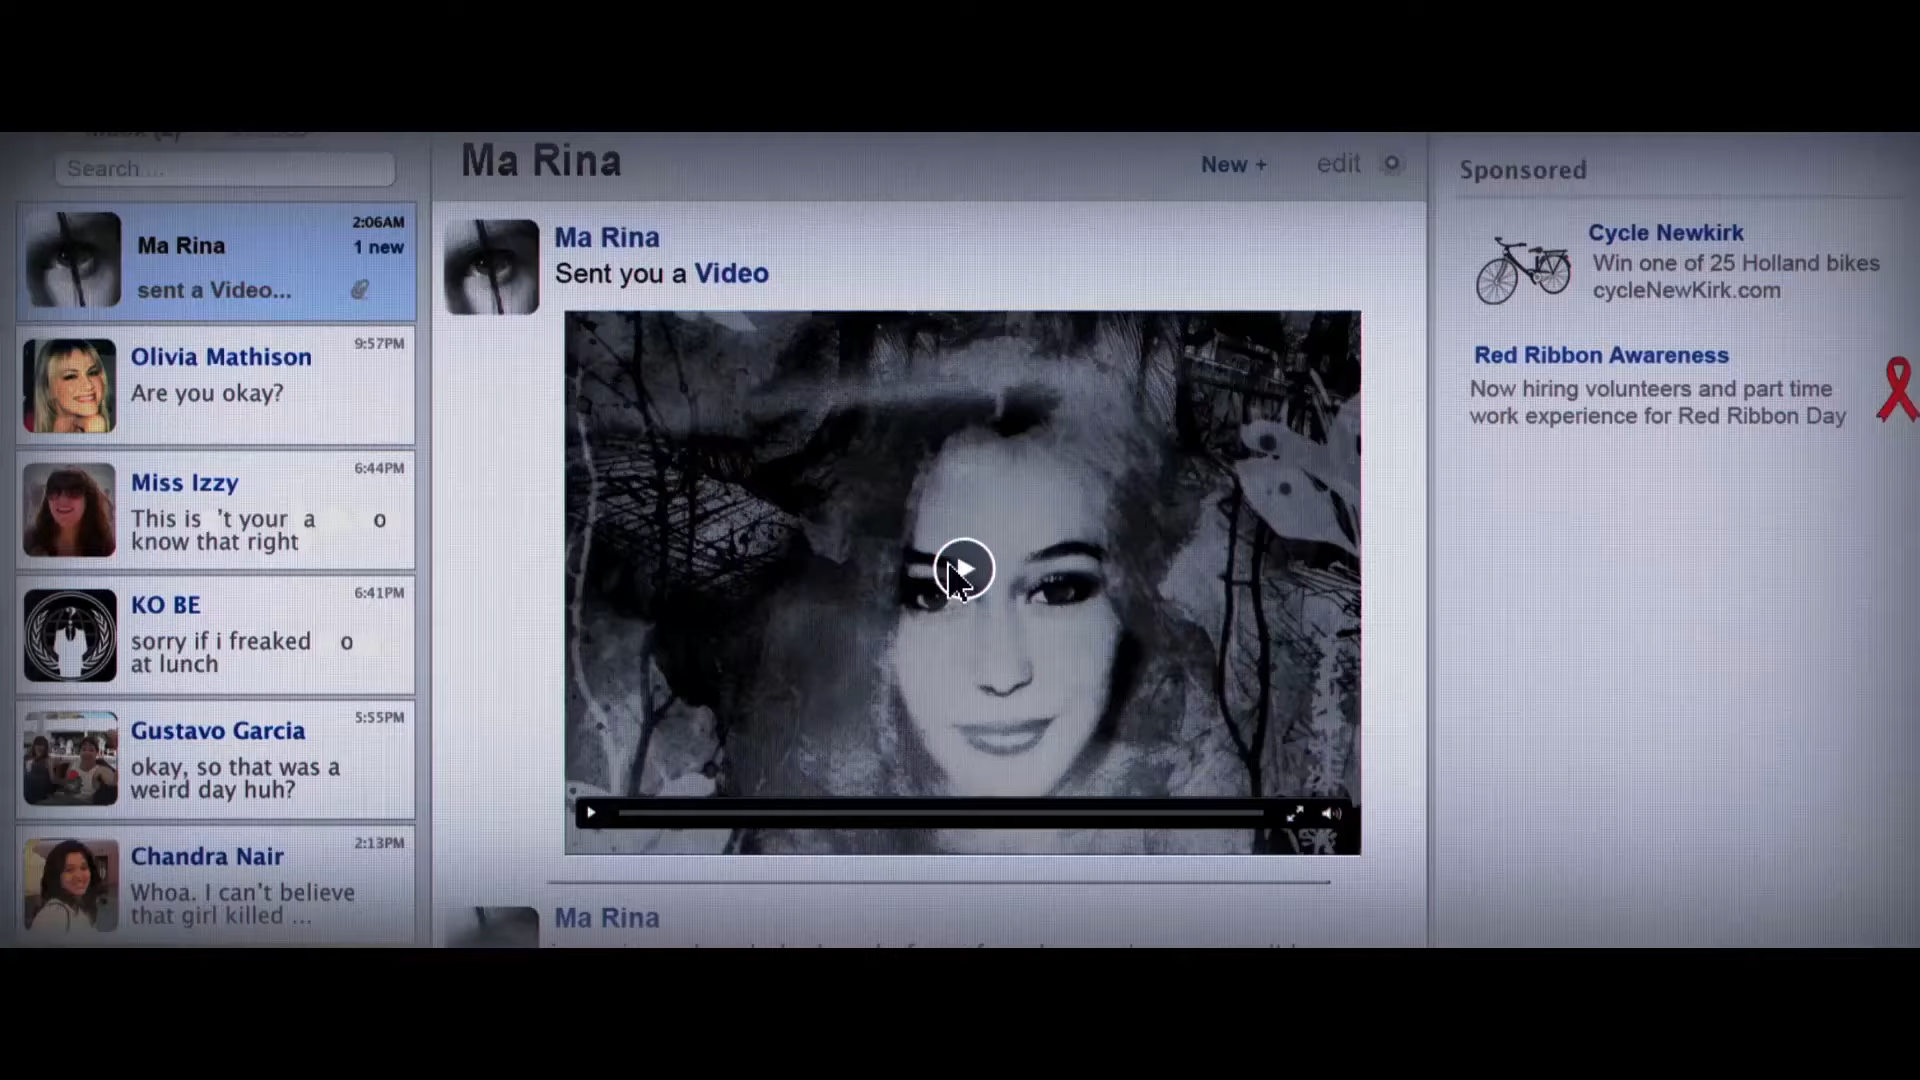 Search ...
Ma Rina
2:06AM
1 new
sent a Video...
Olivia Mathison
9:57PM
Are you okay?
Miss Izzy
6:44PM
This is 't your a o
know that right
KO BE
6:41PM
sorry if i freaked o
at lunch
Gustavo Garcia
5:55PM
okay, so that was a
weird day huh?
Chandra Nair
2:13PM
Whoa. I can't believe
that girl killed ...
Ma Rina
New +
edit
Ma Rina
Sent you a Video
Ma Rina
Sponsored
Cycle Newkirk
Win one of 25 Holland bikes
cycleNewKirk.com
Red Ribbon Awareness
Now hiring volunteers and part time
work experience for Red Ribbon Day